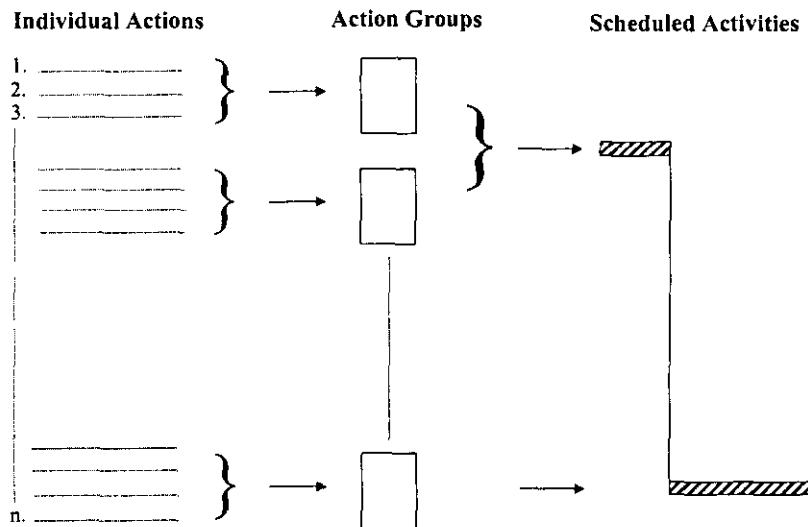 Individual Actions Action Groups Scheduled Activities
1.
2.
3.
n.